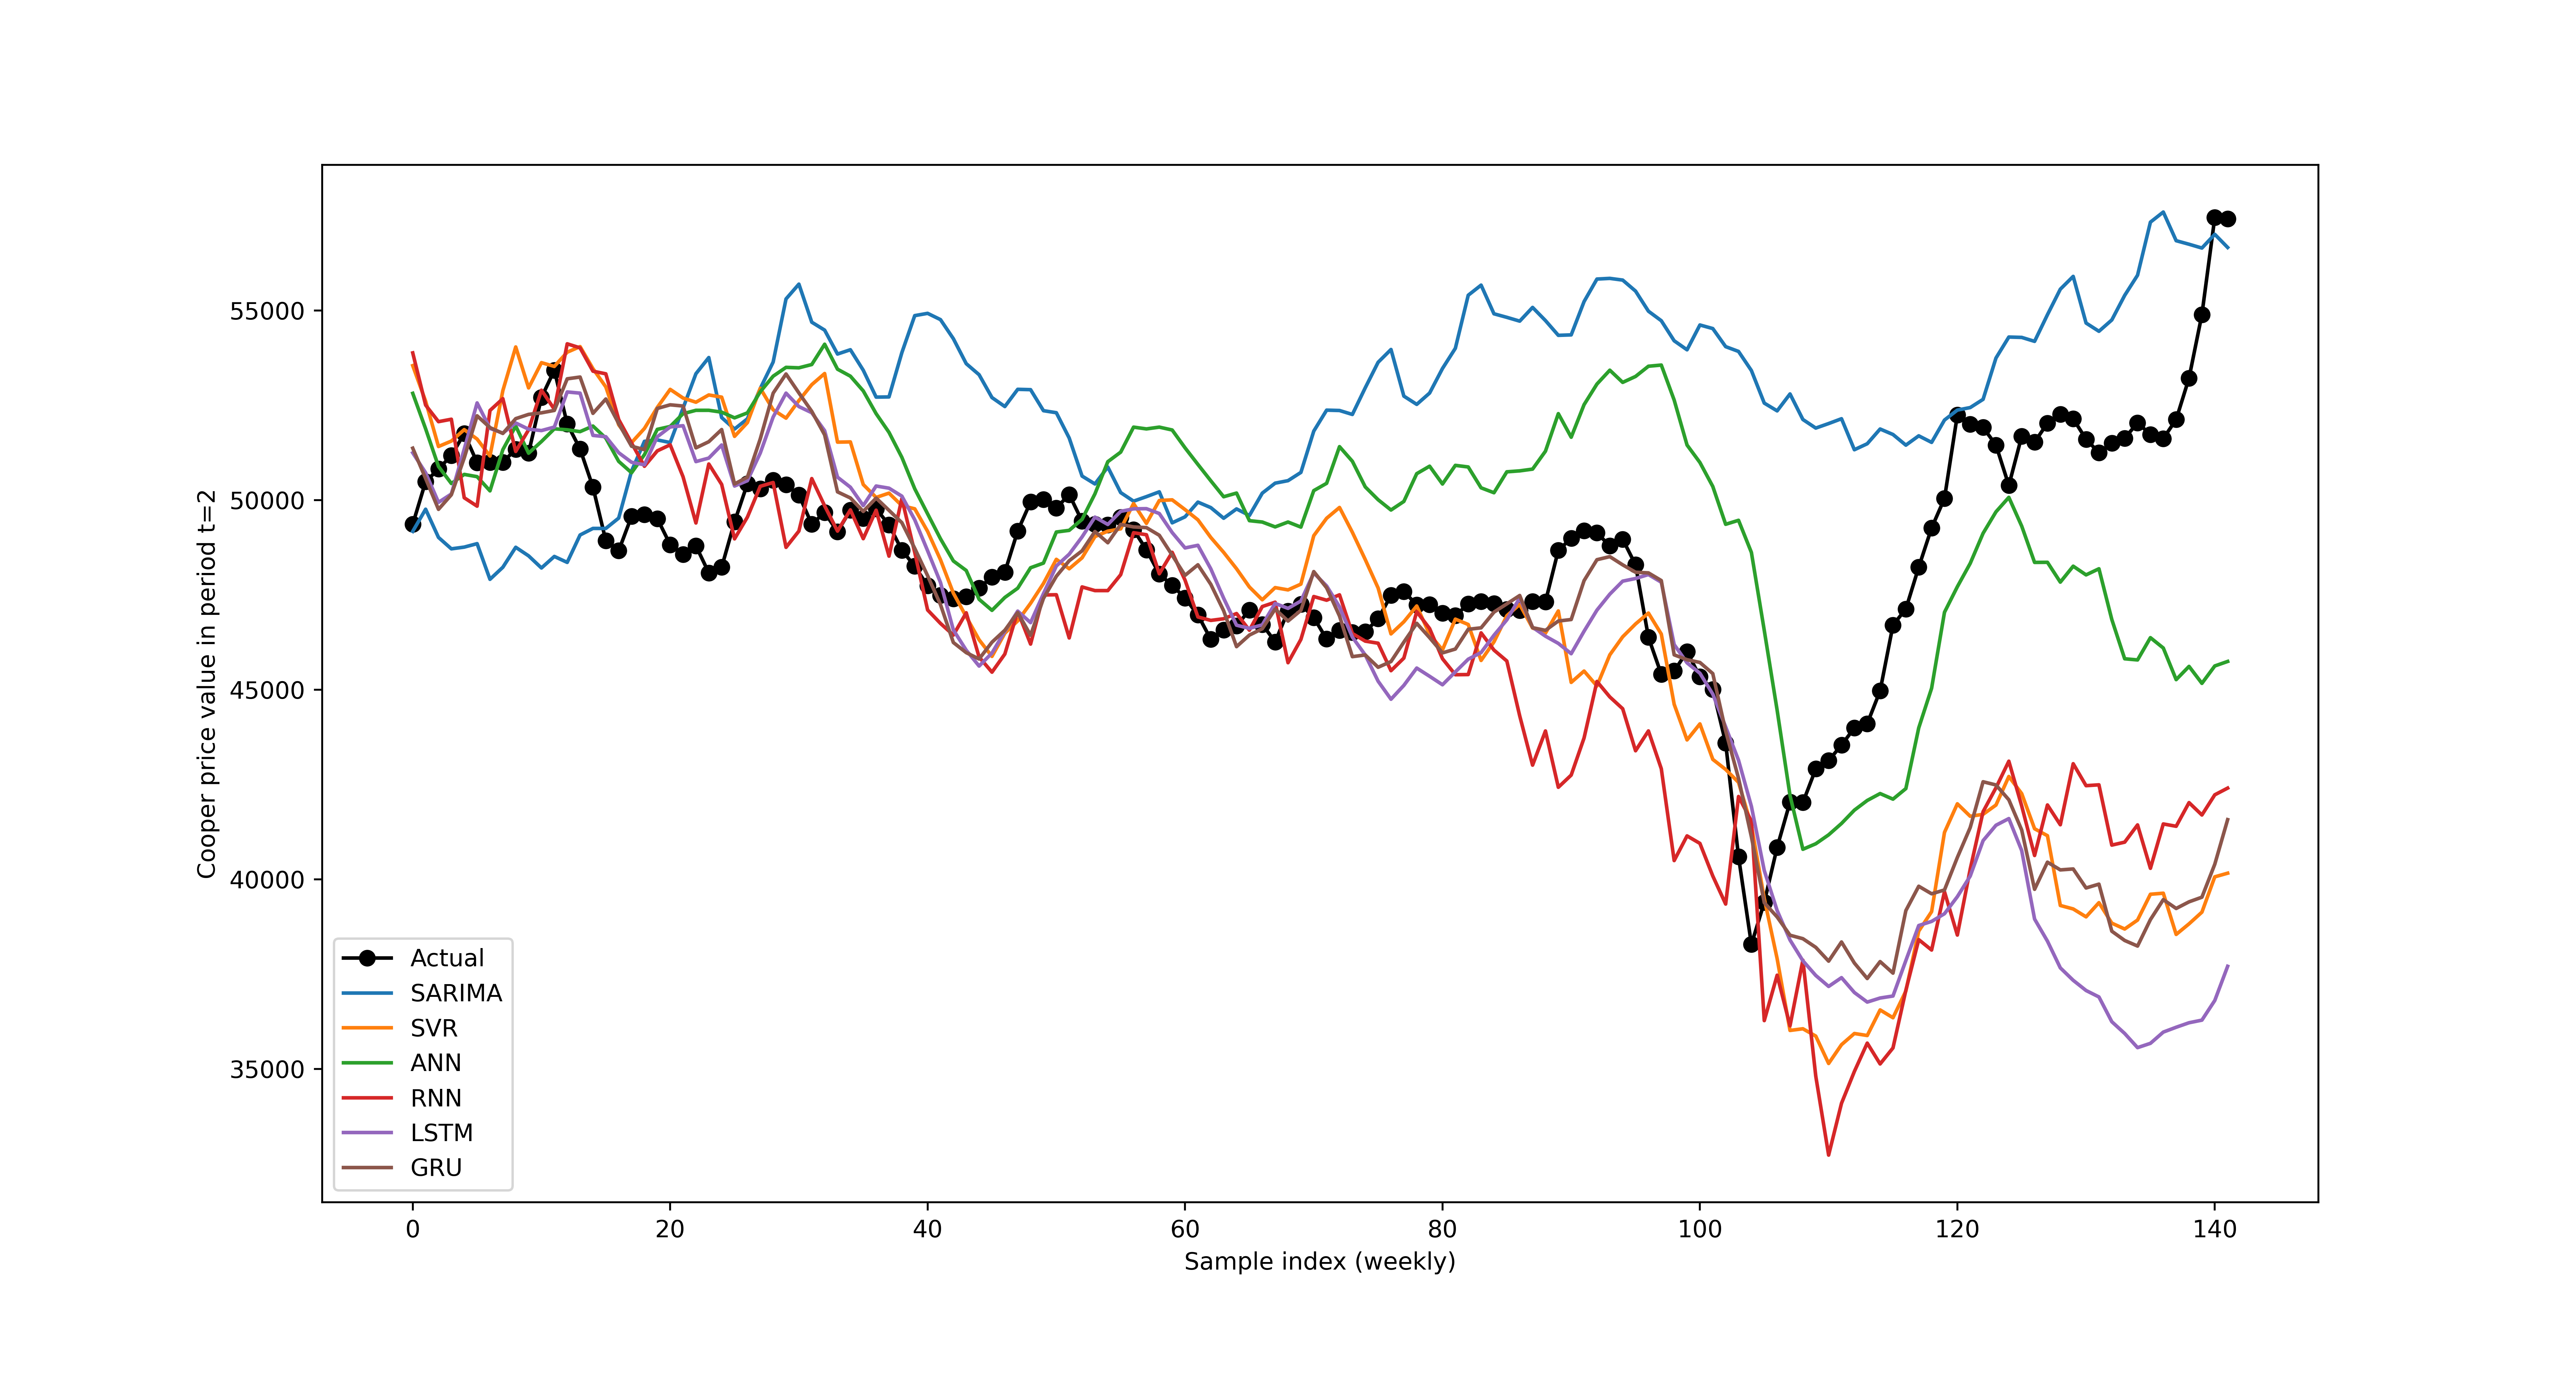 Cooper price value in period t=2
55000
50000
45000
40000
35000
Actual
SARIMA
SVR
ANN
RNN
LSTM
GRU
0 20 40 60 80 100 120 140
Sample index (weekly)